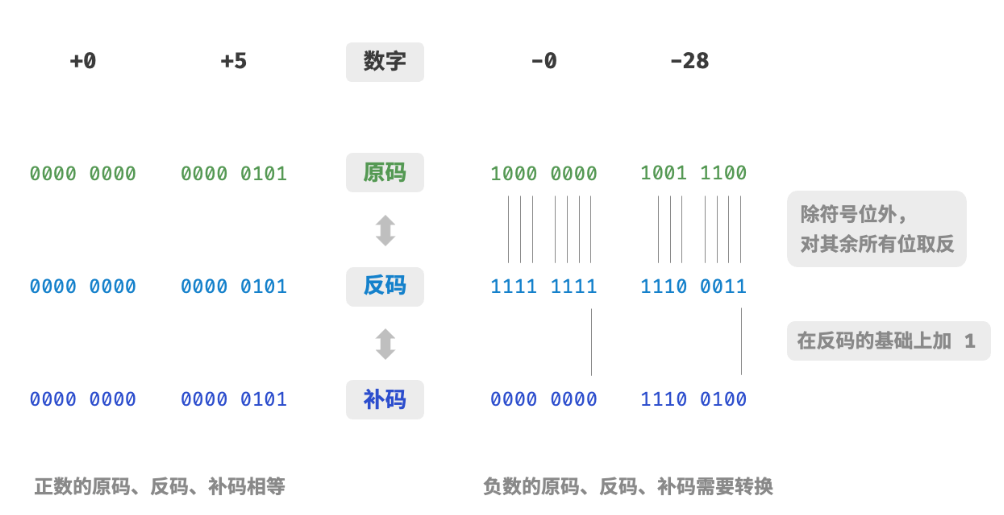 +0 +5 数字 -0 -28
0000 0000 0000 0101 原码 1000 0000 1001 1100
除符号位外，
对其余所有位取反
0000 0000 0000 0101 反码 1111 1111 1110 0011
在反码的基础上加 1
0000 0000 0000 0101 补码 0000 0000 1110 0100
正数的原码、反码、补码相等 负数的原码、反码、补码需要转换